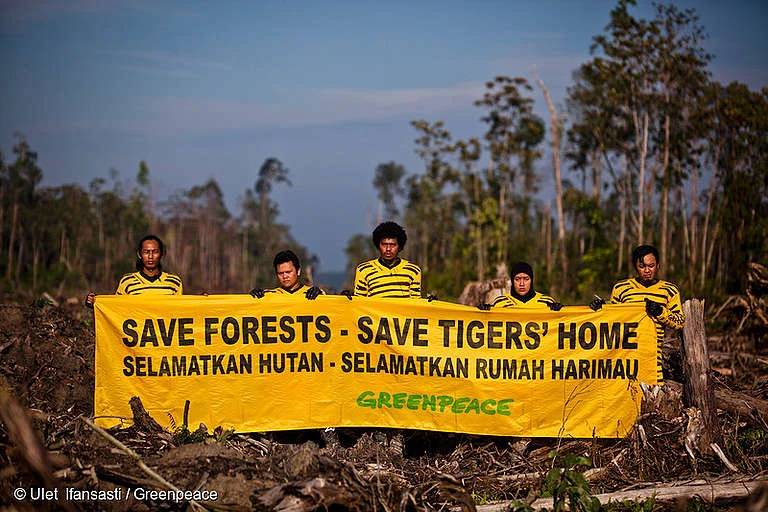 SAVE FORESTS - SAVE TIGERS' HOME
SELAMATKAN HUTAN - SELAMATKAN RUMAH HARIMAU
GREENPEACE
© Ulet Ifansasti / Greenpeace